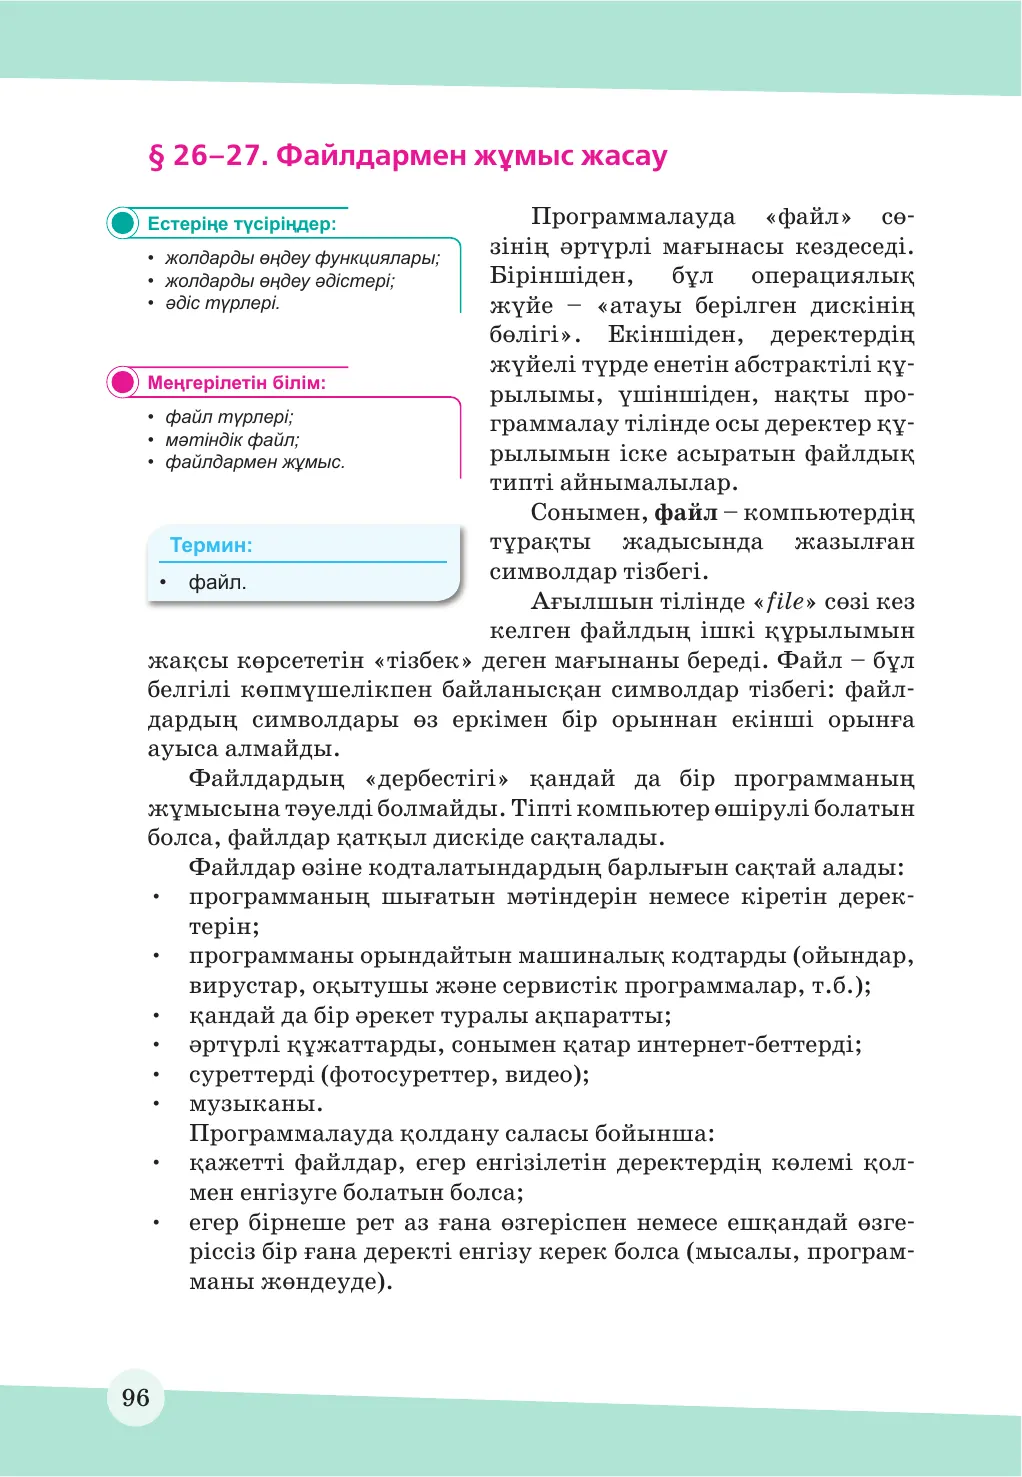 § 26–27. Файлдармен жұмыс жасау
Естеріңе түсіріңдер:
• жолдарды өңдеу функциялары;
• жолдарды өңдеу әдістері;
• әдіс түрлері.
Меңгерілетін білім:
• файл түрлері;
• мәтіндік файл;
• файлдармен жұмыс.
Термин:
• файл.
Программалауда «файл» сө-
зінің әртүрлі мағынасы кездеседі.
Біріншіден, бұл операциялық
жүйе – «атауы берілген дискінің
бөлігі». Екіншіден, деректердің
жүйелі түрде енетін абстрактілі құ-
рылымы, үшіншіден, нақты про-
граммалау тілінде осы деректер құ-
рылымын іске асыратын файлдық
типті айнымалылар.
Сонымен, файл – компьютердің
тұрақты жадысында жазылған
символдар тізбегі.
Ағылшын тілінде «file» сөзі кез
келген файлдың ішкі құрылымын
жақсы көрсететін «тізбек» деген мағынаны береді. Файл – бұл
белгілі көпмүшелікпен байланысқан символдар тізбегі: файл-
дардың символдары өз еркімен бір орыннан екінші орынға
ауыса алмайды.
Файлдардың «дербестігі» қандай да бір программаның
жұмысына тәуелді болмайды. Тіпті компьютер өшірулі болатын
болса, файлдар қатқыл дискіде сақталады.
Файлдар өзіне кодталатындардың барлығын сақтай алады:
• программаның шығатын мәтіндерін немесе кіретін дерек-
терін;
• программаны орындайтын машиналық кодтарды (ойындар,
вирустар, оқытушы және сервистік программалар, т.б.);
• қандай да бір әрекет туралы ақпаратты;
• әртүрлі құжаттарды, сонымен қатар интернет-беттерді;
• суреттерді (фотосуреттер, видео);
• музыканы.
Программалауда қолдану саласы бойынша:
• қажетті файлдар, егер енгізілетін деректердің көлемі қол-
мен енгізуге болатын болса;
• егер бірнеше рет аз ғана өзгеріспен немесе ешқандай өзге-
ріссіз бір ғана деректі енгізу керек болса (мысалы, програм-
маны жөндеуде).
96